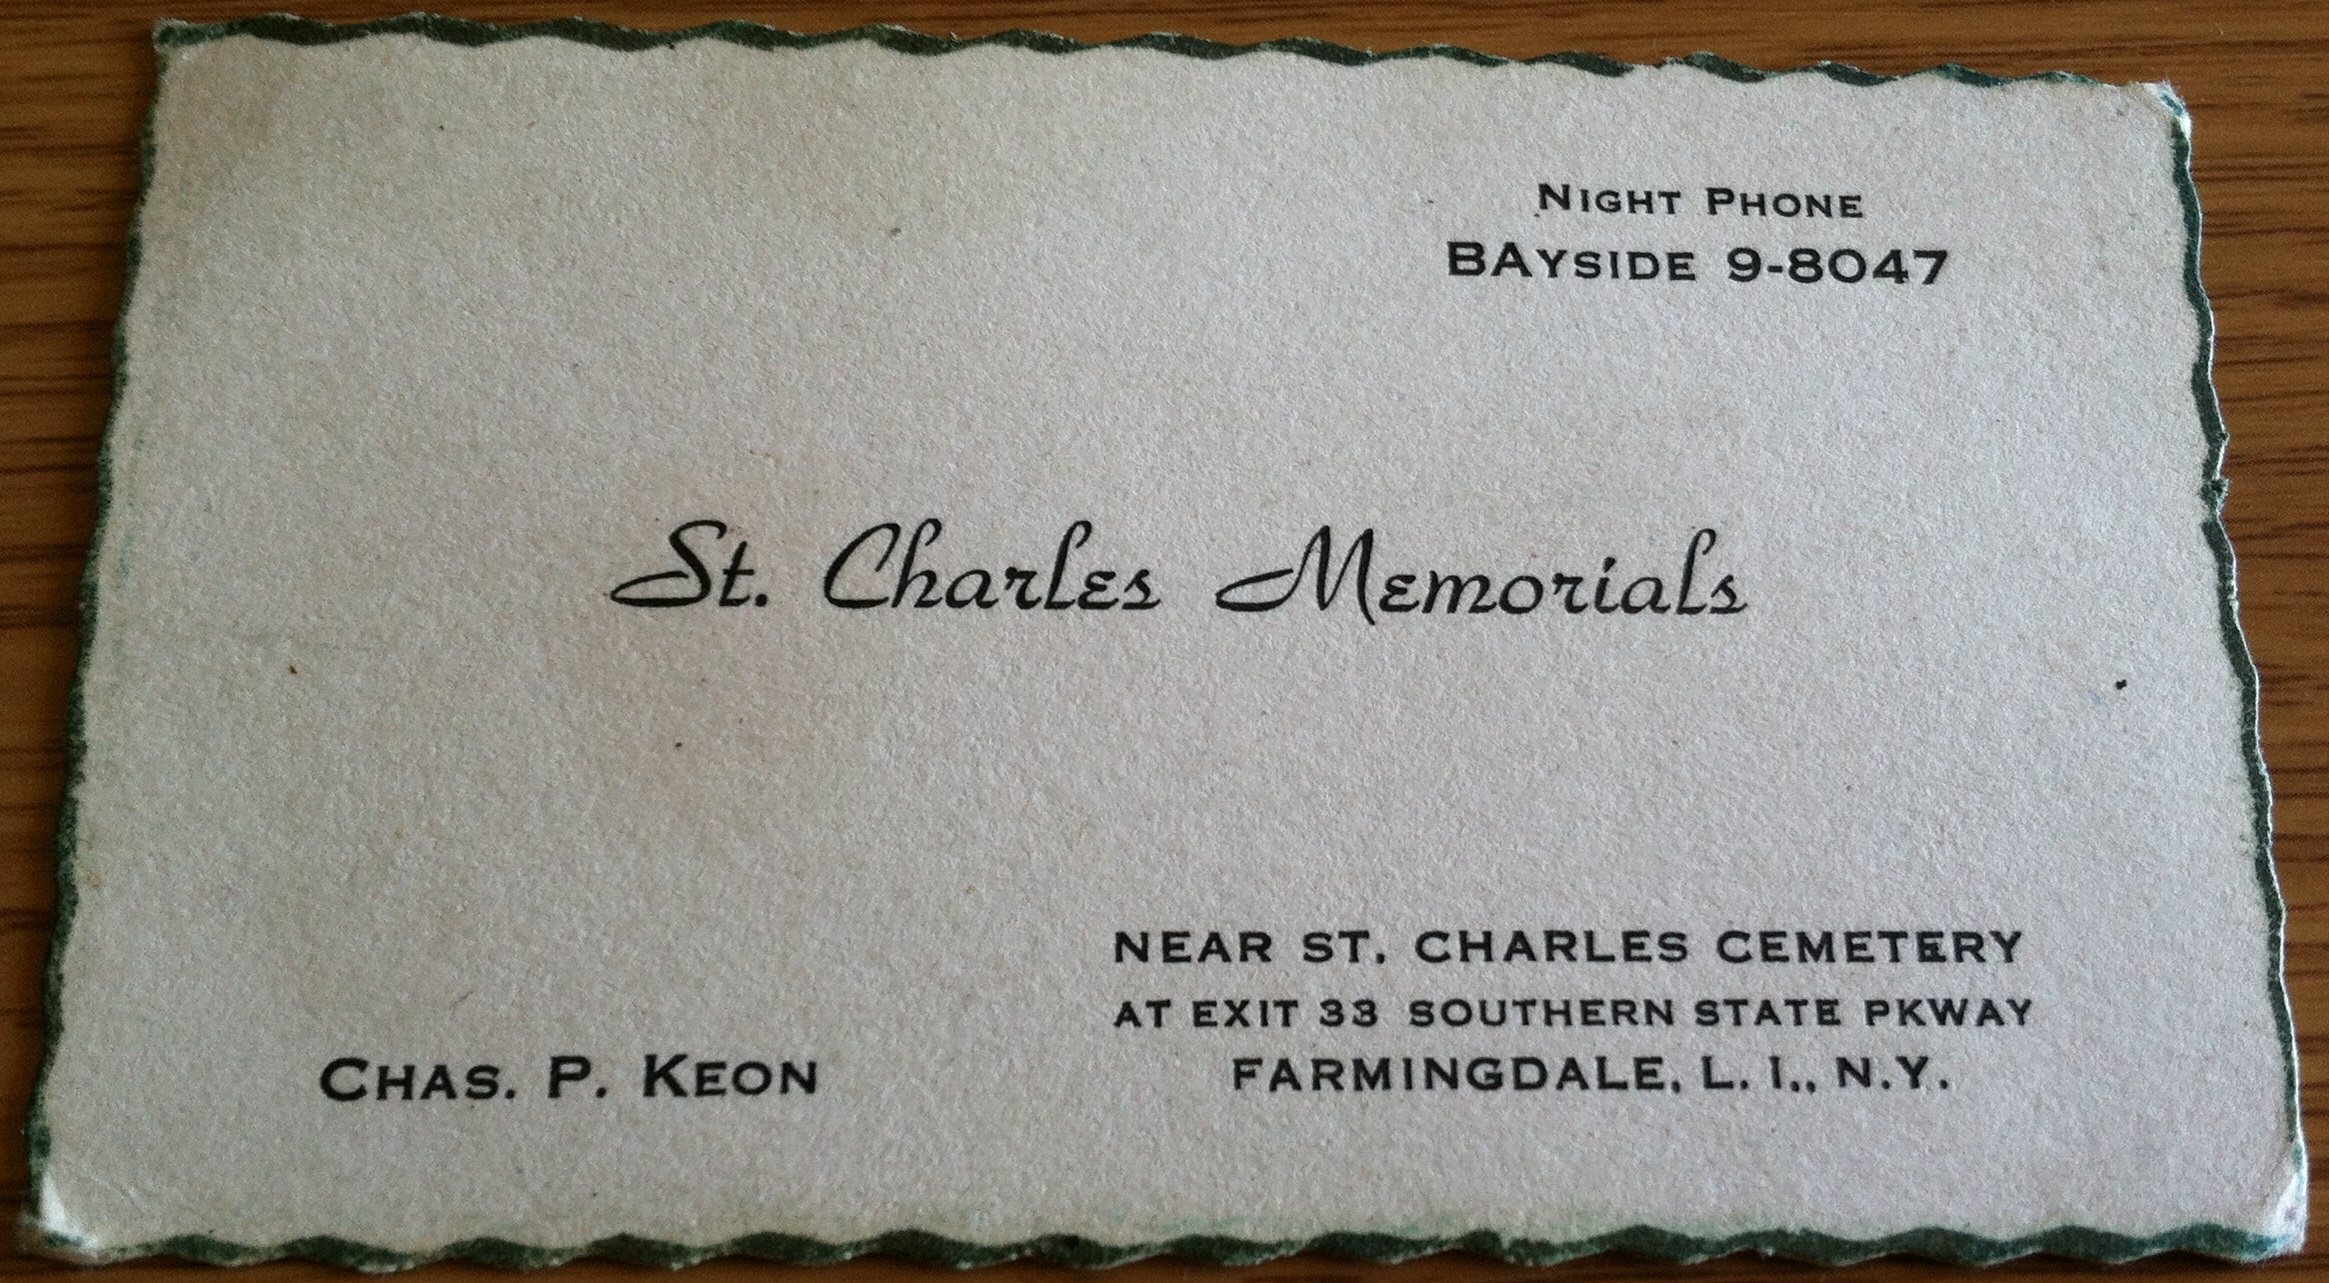 Night Phone
BAyside 9-8047
St. Charles Memorials
NEAR ST. CHARLES CEMETERY
AT EXIT 33 SOUTHERN STATE PKWAY
FARMINGDALE, L. I., N.Y.
Chas. P. Keon